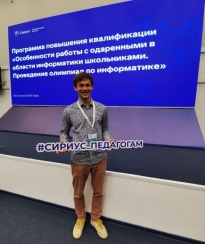 Программа повышения квалификации
«Особенности работы с одаренными в
области информатики школьниками.
Проведение олимпиад по информатике»
#СИРИУС_ПЕДАГОГАМ